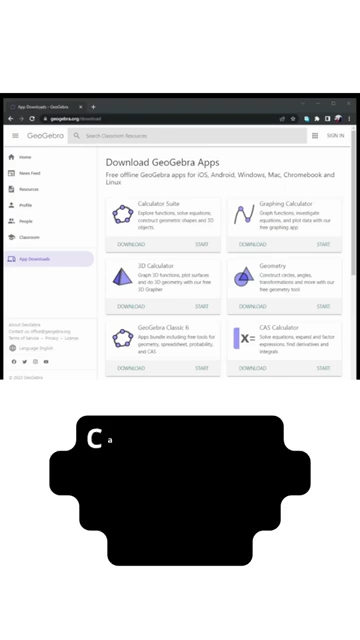 App Downloads - GeoGebra
geogebra.org/download
GeoGebra
Search Classroom Resources
SIGN IN
Home
News Feed
Resources
Profile
People
Classroom
App Downloads
About GeoGebra
Contact us: office@geogebra.org
Terms of Service • Privacy • License
Language: English
© 2023 GeoGebra
Download GeoGebra Apps
Free offline GeoGebra apps for iOS, Android, Windows, Mac, Chromebook and
Linux
Calculator Suite
Explore functions, solve equations,
construct geometric shapes and 3D
objects
DOWNLOAD START
Graphing Calculator
Graph functions, investigate
equations, and plot data with our
free graphing app
DOWNLOAD START
3D Calculator
Graph 3D functions, plot surfaces
and do 3D geometry with our free
3D Grapher
DOWNLOAD START
Geometry
Construct circles, angles,
transformations and more with our
free geometry tool
DOWNLOAD START
GeoGebra Classic 6
Apps bundle including free tools for
geometry, spreadsheet, probability,
and CAS
DOWNLOAD START
X=
CAS Calculator
Solve equations, expand and factor
expressions, find derivatives and
integrals
DOWNLOAD START
C a